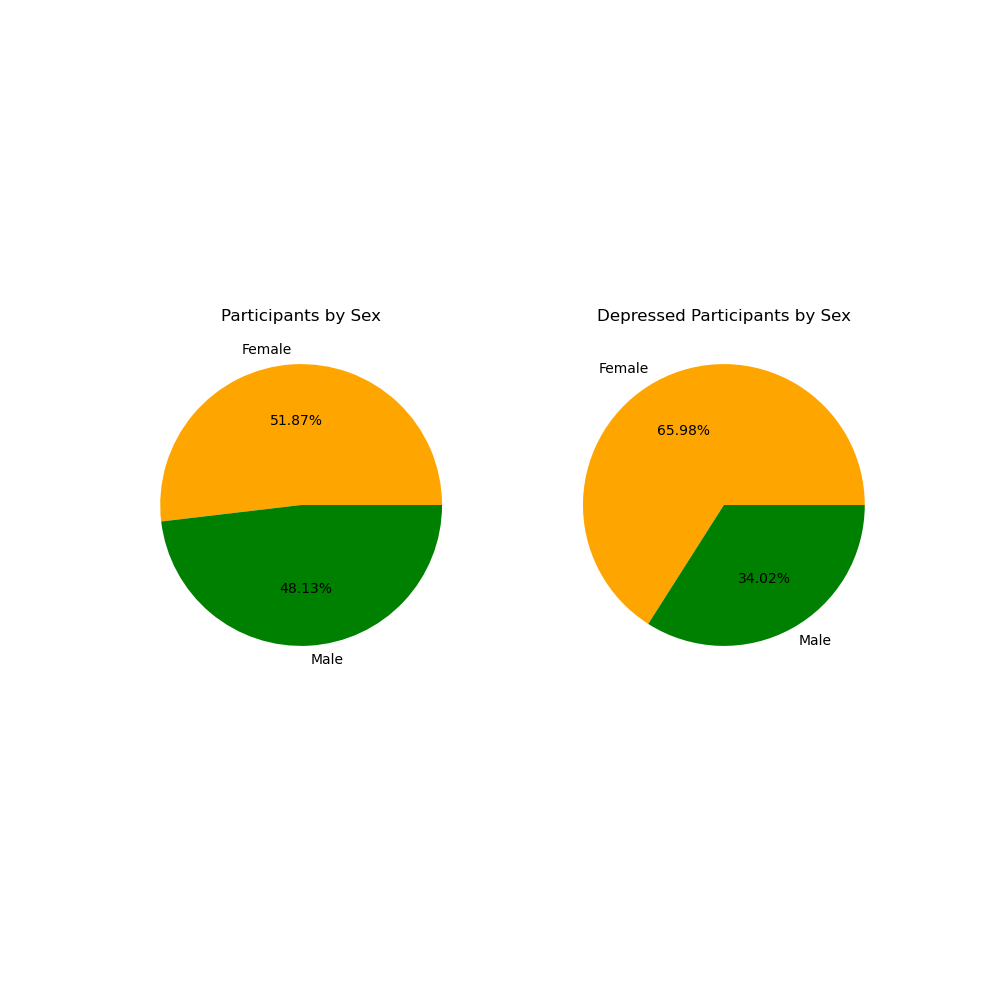 Participants by Sex
Female
51.87%
48.13%
Male
Depressed Participants by Sex
Female
65.98%
34.02%
Male